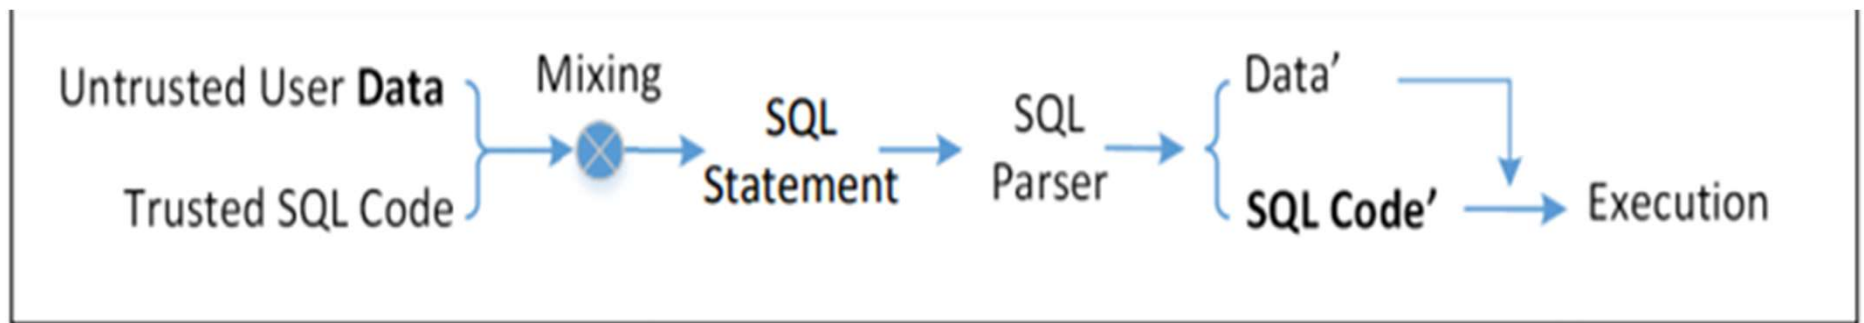 Untrusted User Data
Trusted SQL Code
Mixing
SQL
Statement
SQL
Parser
Data’
SQL Code’
Execution